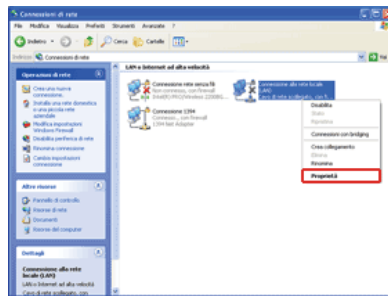 Connessioni di rete
File Modifica Visualizza Preferiti Strumenti Avanzate ?
Indietro Cerca Cartelle
Indirizzo Connessioni di rete Vai
Operazioni di rete
Crea una nuova connessione
Installa una rete domestica o una piccola rete aziendale
Modifica impostazioni Windows Firewall
Disabilita periferica di rete
Rinomina connessione
Cambia impostazioni connessione
Altre risorse
Pannello di controllo
Risorse di rete
Documenti
Risorse del computer
Dettagli
Connessione alla rete locale (LAN)
LAN o Internet ad alta velocità
Cavo di rete scollegato, con
LAN o Internet ad alta velocità
Connessione rete senza fili
Non connesso, con firewall
Connessione alla rete locale (LAN)
Cavo di rete scollegato, con f...
Connessione 1394
Connesso, con firewall
1394 Net Adapter
Disabilita
Stato
Ripristina
Connessioni con bridging
Crea collegamento
Elimina
Rinomina
Proprietà